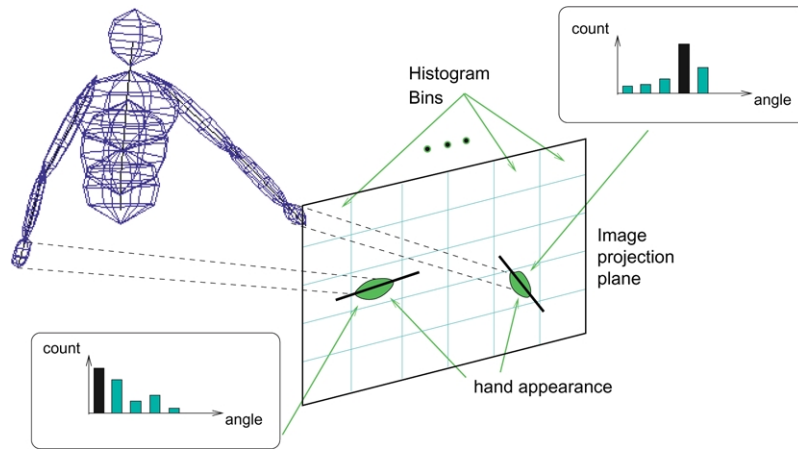 count
angle
Histogram
Bins
Image
projection
plane
count
angle
hand appearance